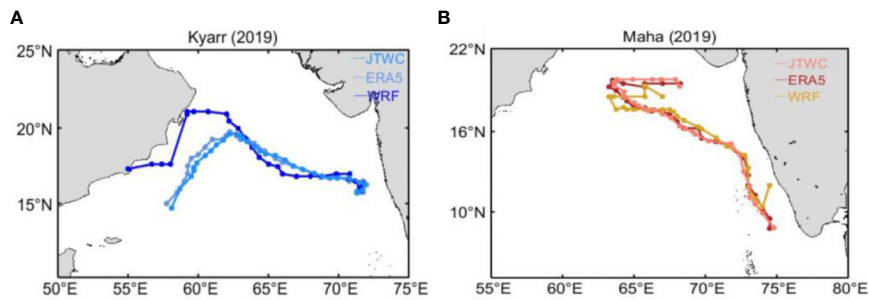 A
Kyarr (2019)
25°N
20°N
15°N
50°E 55°E 60°E 65°E 70°E 75°E
JTWC
ERA5
WRF
B
Maha (2019)
22°N
16°N
10°N
55°E 60°E 65°E 70°E 75°E 80°E
JTWC
ERA5
WRF